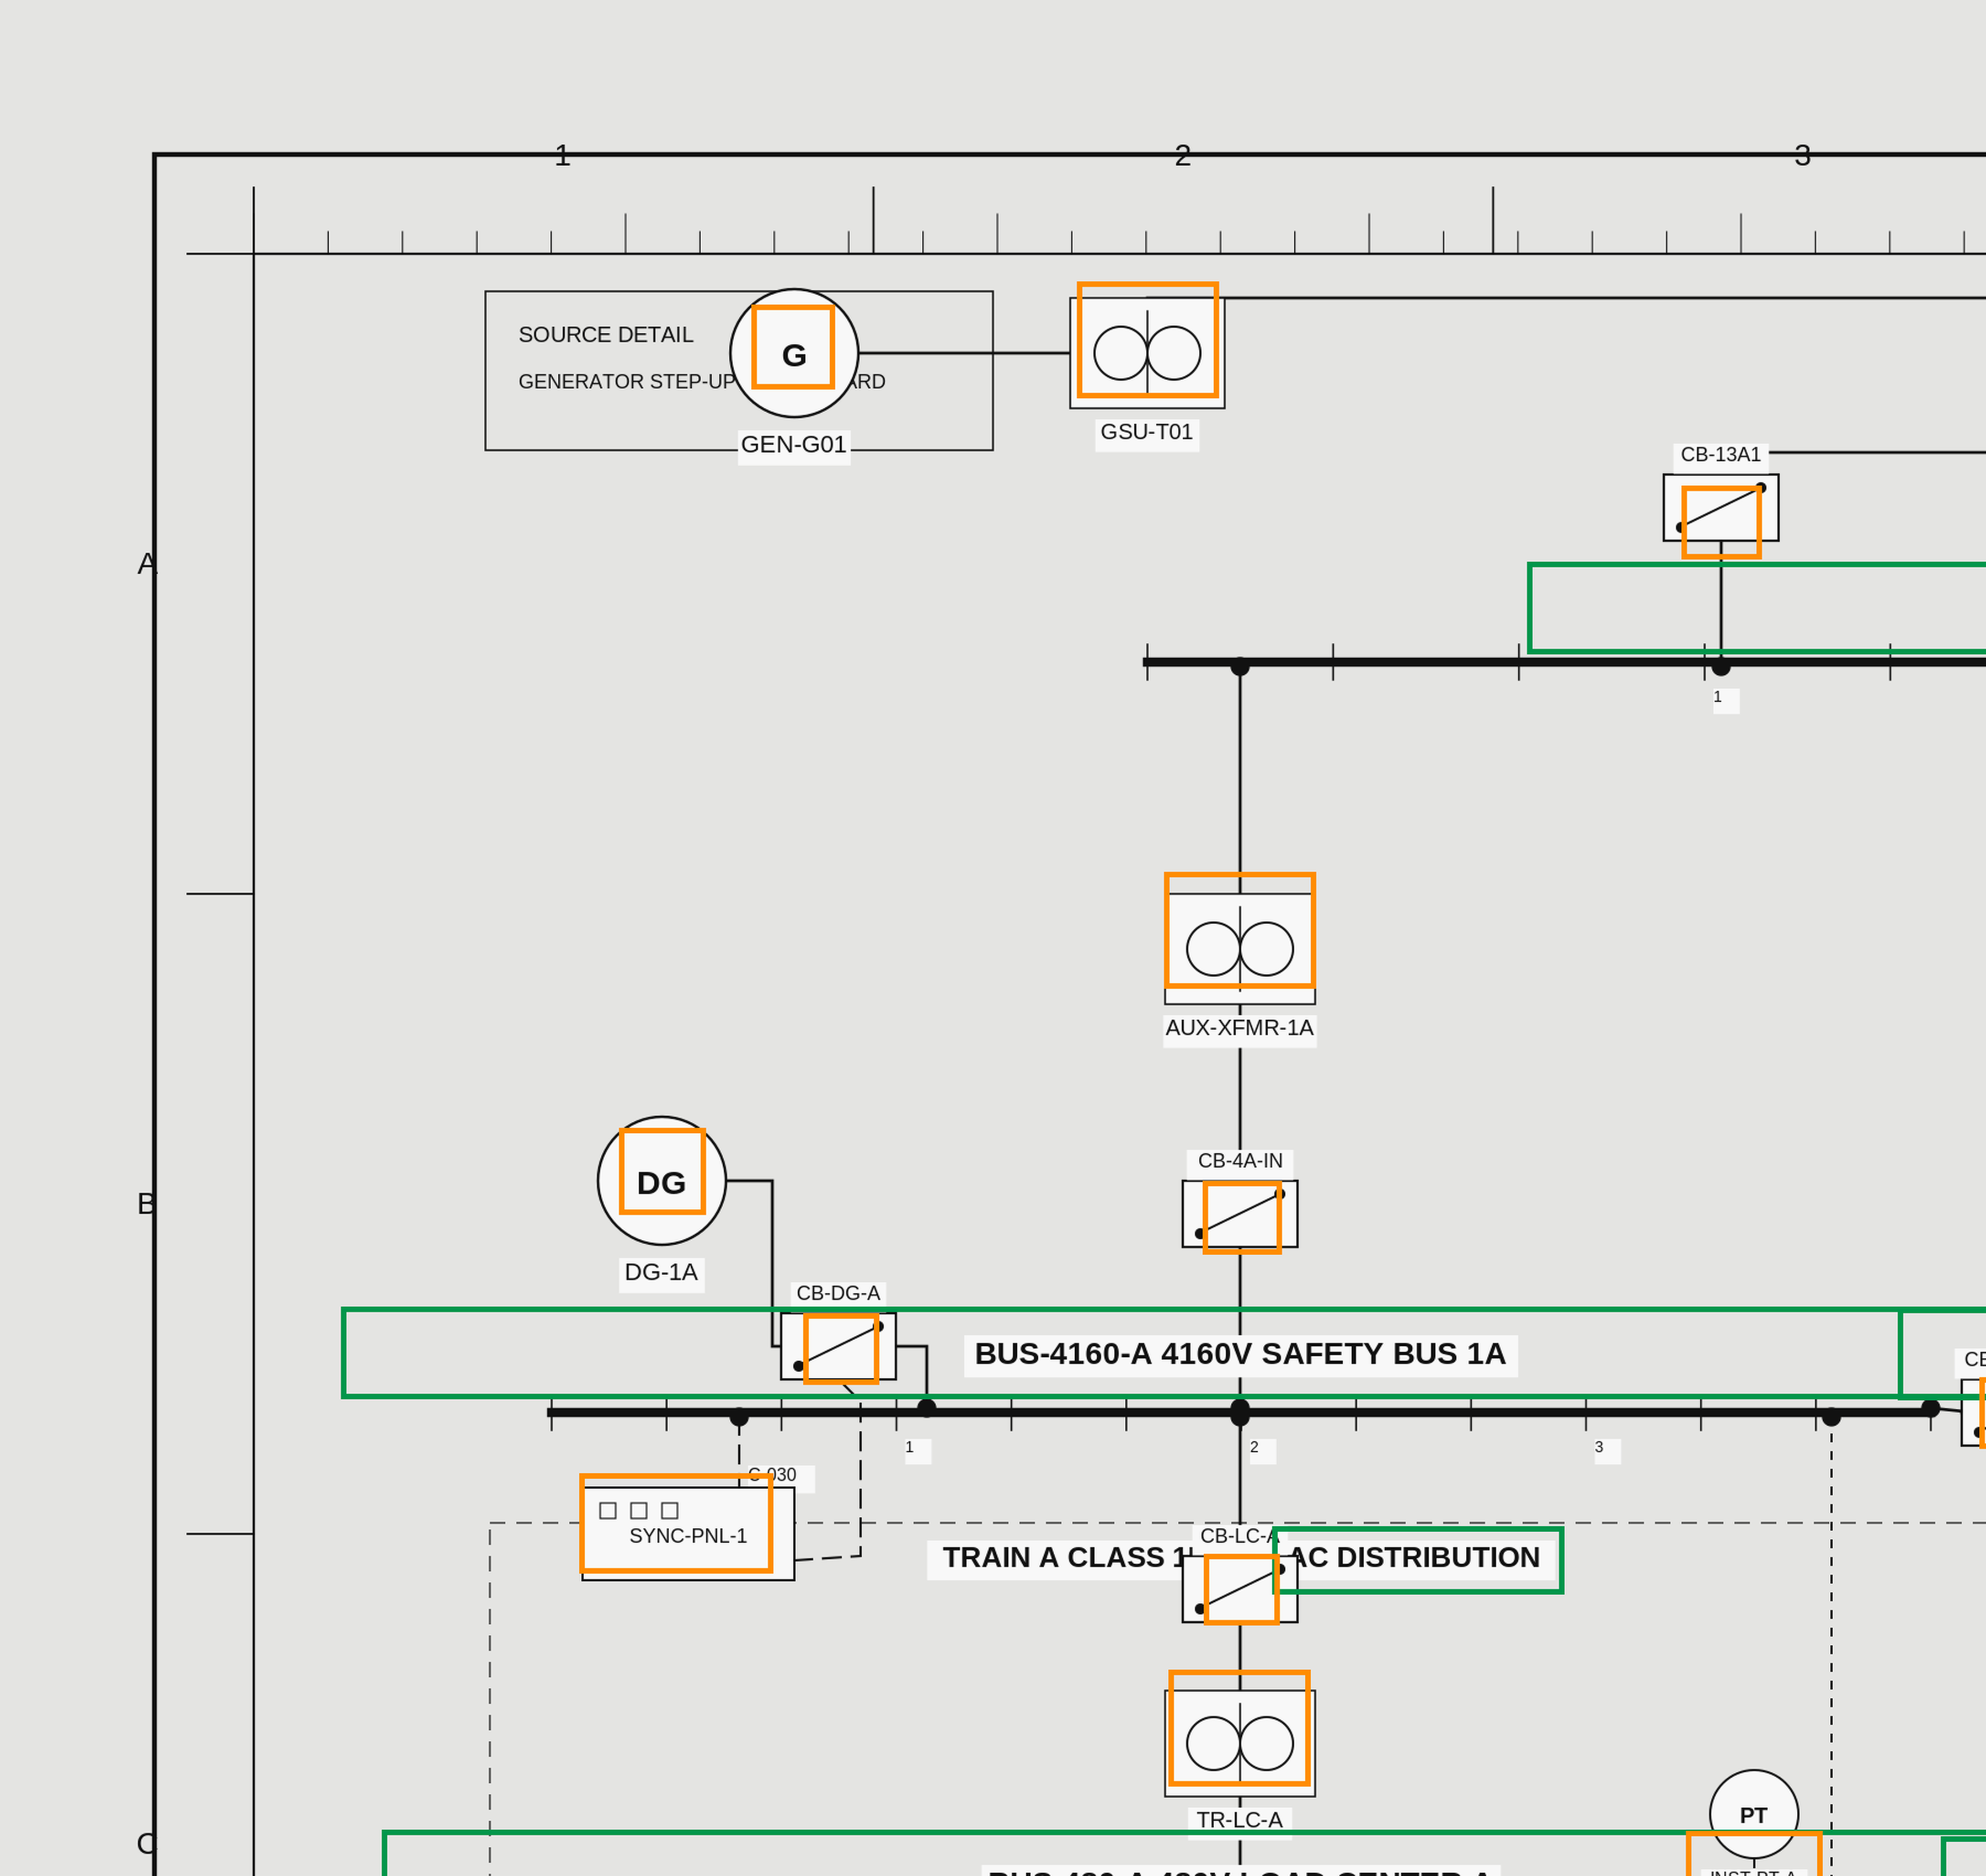 1 2 3
SOURCE DETAIL
G
GENERATOR STEP-UP
GEN-G01
GSU-T01
CB-13A1
A
1
AUX-XFMR-1A
CB-4A-IN
DG
B
DG-1A
CB-DG-A
BUS-4160-A 4160V SAFETY BUS 1A
1 2 3
SYNC-PNL-1
CB-LC-A
TRAIN A CLASS AC DISTRIBUTION
PT
TR-LC-A
C